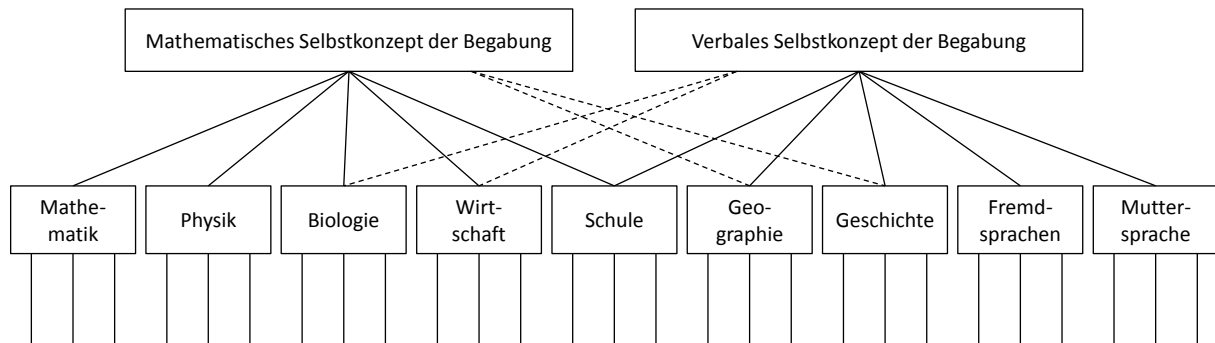 Mathematisches Selbstkonzept der Begabung
Verbales Selbstkonzept der Begabung
Mathe-
matik
Physik
Biologie
Wirt-
schaft
Schule
Geo-
graphie
Geschichte
Fremd-
sprachen
Mutter-
sprache